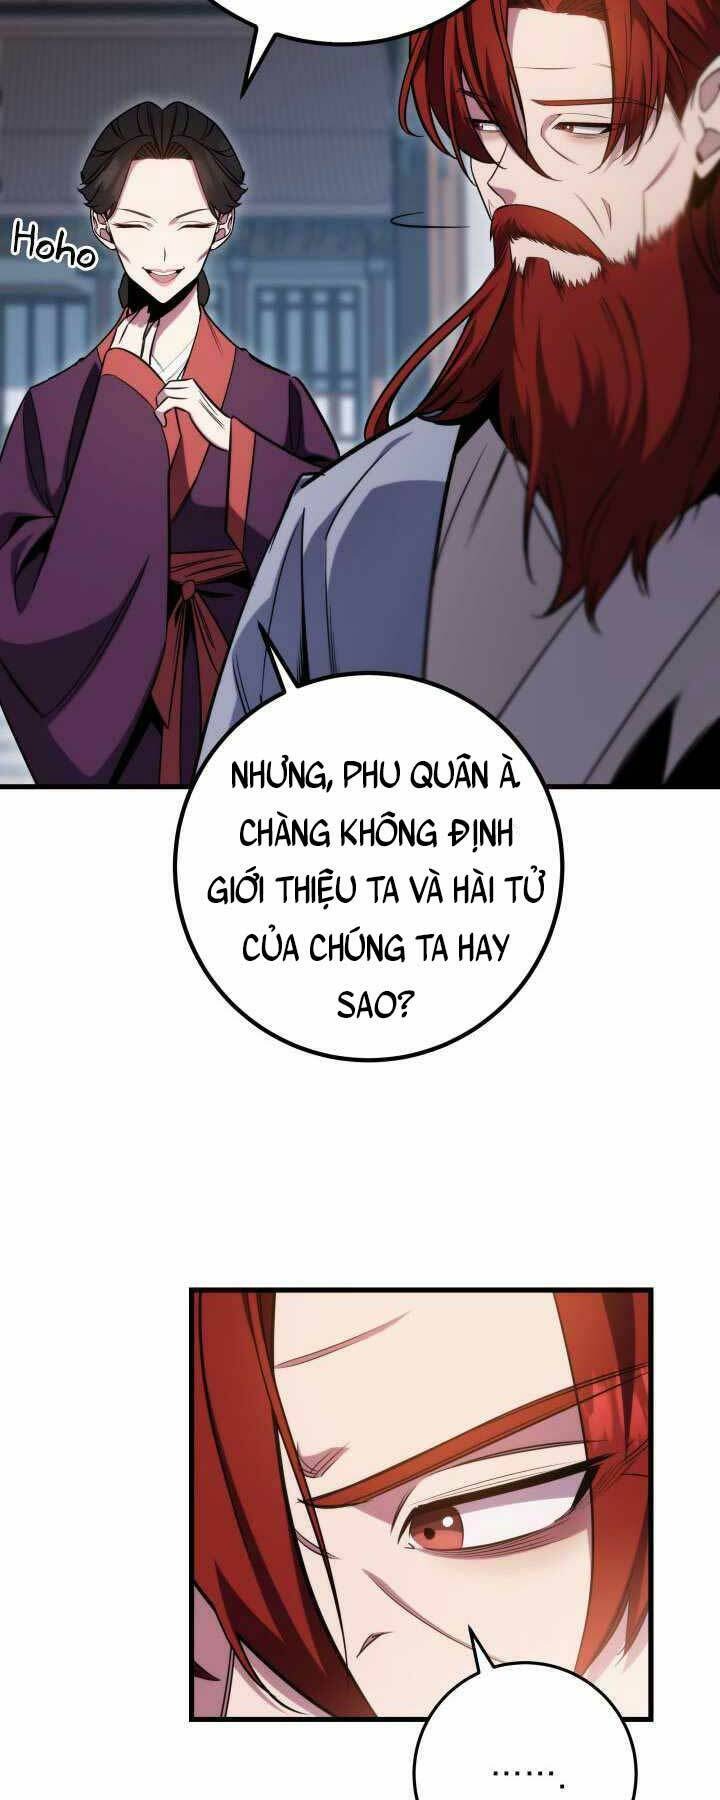 Hoho
NHƯNG, PHU QUÂN À.
CHÀNG KHÔNG ĐỊNH
GIỚI THIỆU TA VÀ HÀI TỬ
CỦA CHÚNG TA HAY
SAO?
.......